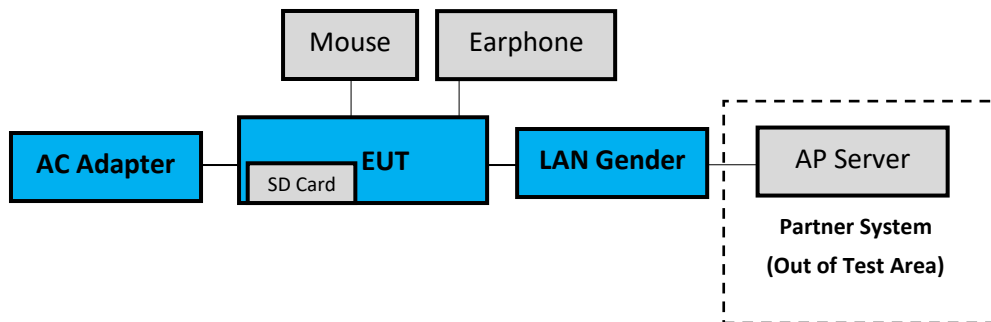 Mouse
Earphone
AC Adapter
EUT
SD Card
LAN Gender
AP Server
Partner System
(Out of Test Area)